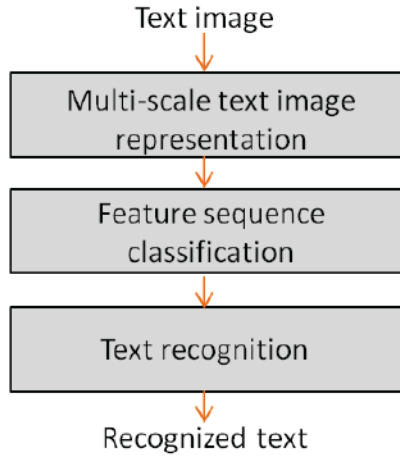 Text image
Multi-scale text image
representation
Feature sequence
classification
Text recognition
Recognized text